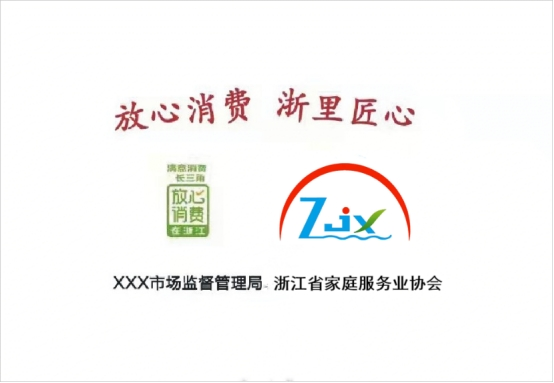 放心消费 浙里匠心
满意消费
长三角
放心
消费
在浙江
Zjx
XXX市场监督管理局 浙江省家庭服务业协会